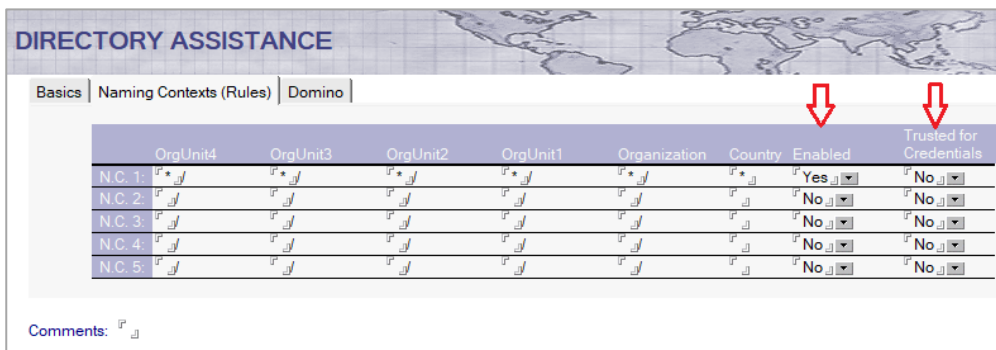 DIRECTORY ASSISTANCE
Basics Naming Contexts (Rules) Domino
OrgUnit4 OrgUnit3 OrgUnit2 OrgUnit1 Organization Country Enabled Trusted for Credentials
N.C. 1: * / * / * / * / * / * Yes No
N.C. 2: / / / / / No No
N.C. 3: / / / / / No No
N.C. 4: / / / / / No No
N.C. 5: / / / / / No No
Comments: